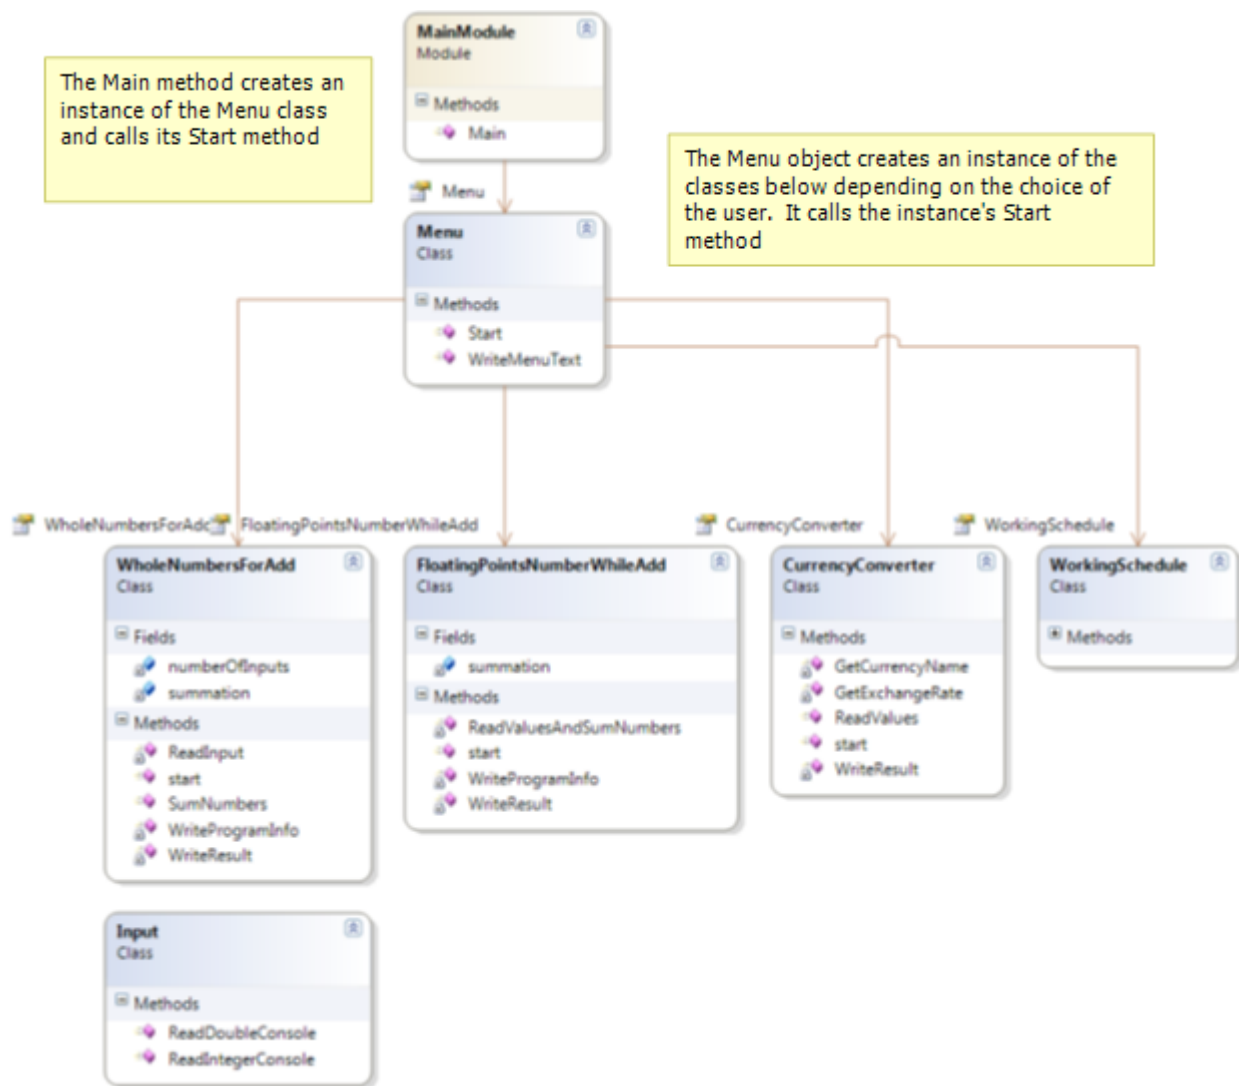 MainModule
Module
Methods
Main
The Main method creates an
instance of the Menu class
and calls its Start method
The Menu object creates an instance of the
classes below depending on the choice of
the user.  It calls the instance's Start
method
Menu
Menu
Class
Methods
Start
WriteMenuText
WholeNumbersForAdd
FloatingPointsNumberWhileAdd
CurrencyConverter
WorkingSchedule
WholeNumbersForAdd
Class
Fields
numberOfInputs
summation
Methods
ReadInput
start
SumNumbers
WriteProgramInfo
WriteResult
FloatingPointsNumberWhileAdd
Class
Fields
summation
Methods
ReadValuesAndSumNumbers
start
WriteProgramInfo
WriteResult
CurrencyConverter
Class
Methods
GetCurrencyName
GetExchangeRate
ReadValues
start
WriteResult
WorkingSchedule
Class
Methods
Input
Class
Methods
ReadDoubleConsole
ReadIntegerConsole